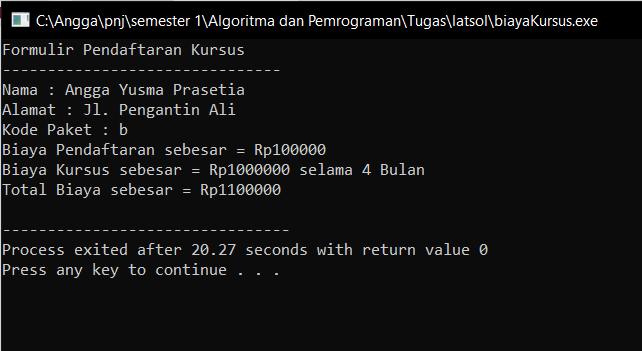 C:\Angga\pnj\semester 1\Algoritma dan Pemrograman\Tugas\latsol\biayaKursus.exe
Formulir Pendaftaran Kursus
-------------------------------
Nama : Angga Yusma Prasetia
Alamat : Jl. Pengantin Ali
Kode Paket : b
Biaya Pendaftaran sebesar = Rp100000
Biaya Kursus sebesar = Rp1000000 selama 4 Bulan
Total Biaya sebesar = Rp1100000
--------------------------------
Process exited after 20.27 seconds with return value 0
Press any key to continue . . .